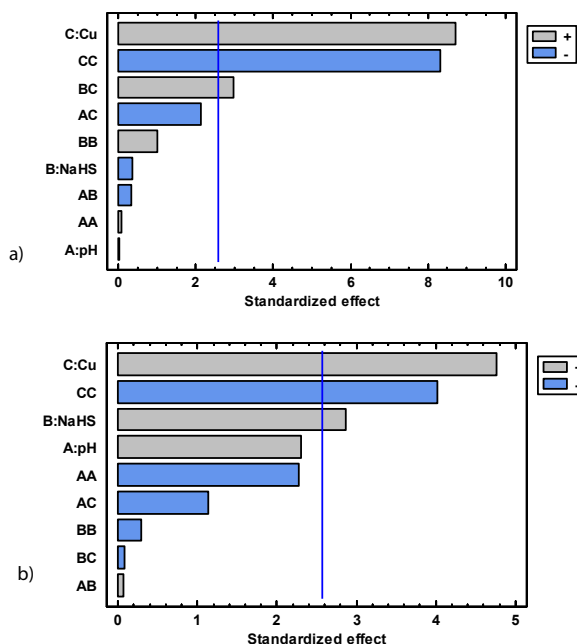 C:Cu
CC
BC
AC
BB
B:NaHS
AB
AA
A:pH
0 2 4 6 8 10
Standardized effect
+
-
a)
C:Cu
CC
B:NaHS
A:pH
AA
AC
BB
BC
AB
0 1 2 3 4 5
Standardized effect
b)